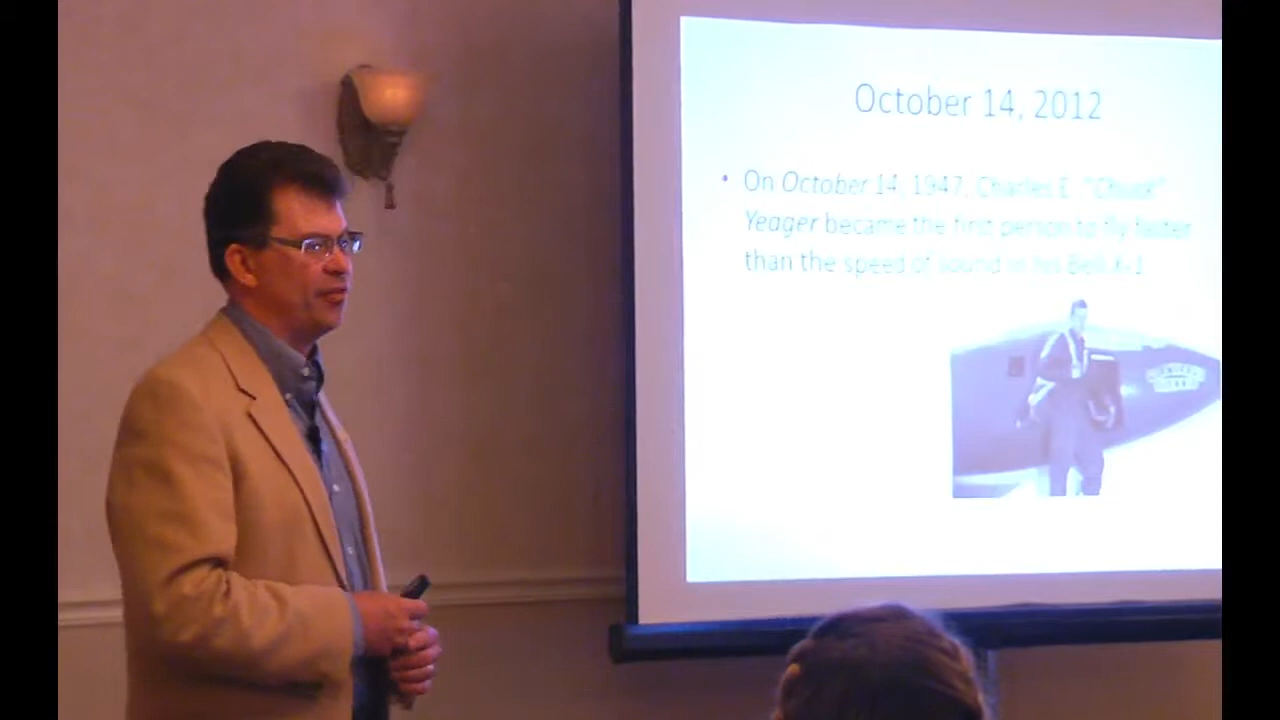 October 14, 2012
• On October 14, 1947, Charles E. "Chuck"
Yeager became the first person to fly faster
than the speed of sound in his Bell X-1